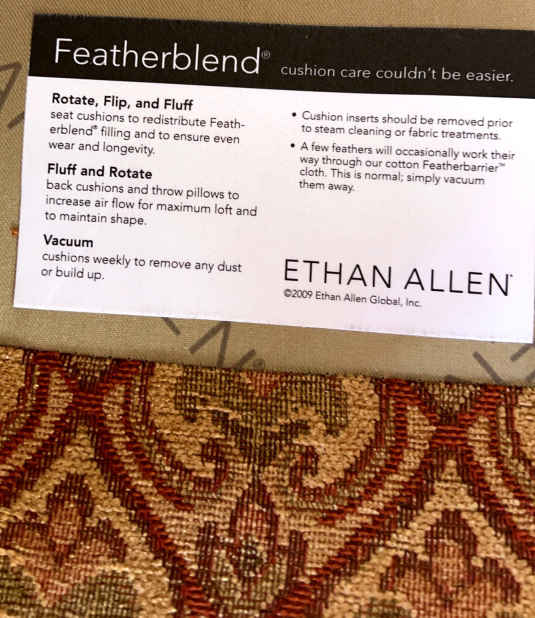 Featherblend® cushion care couldn't be easier.
Rotate, Flip, and Fluff
seat cushions to redistribute Feath-
erblend® filling and to ensure even
wear and longevity.
Fluff and Rotate
back cushions and throw pillows to
increase air flow for maximum loft and
to maintain shape.
Vacuum
cushions weekly to remove any dust
or build up.
• Cushion inserts should be removed prior
to steam cleaning or fabric treatments.
• A few feathers will occasionally work their
way through our cotton Featherbarrier™
cloth. This is normal; simply vacuum
them away.
ETHAN ALLEN®
©2009 Ethan Allen Global, Inc.